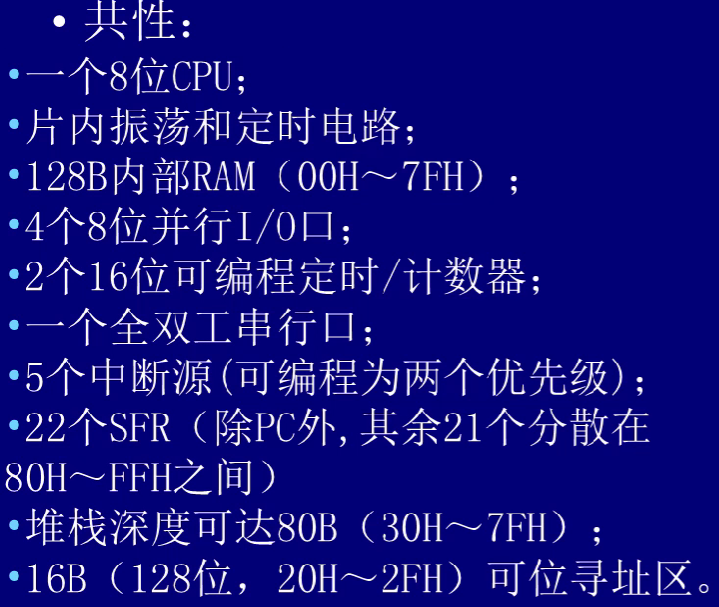 • 共性：
•一个8位CPU；
•片内振荡和定时电路；
•128B内部RAM（00H～7FH）；
•4个8位并行I/O口；
•2个16位可编程定时/计数器；
•一个全双工串行口；
•5个中断源(可编程为两个优先级)；
•22个SFR（除PC外,其余21个分散在
80H～FFH之间）
•堆栈深度可达80B（30H～7FH）；
•16B（128位，20H～2FH）可位寻址区。